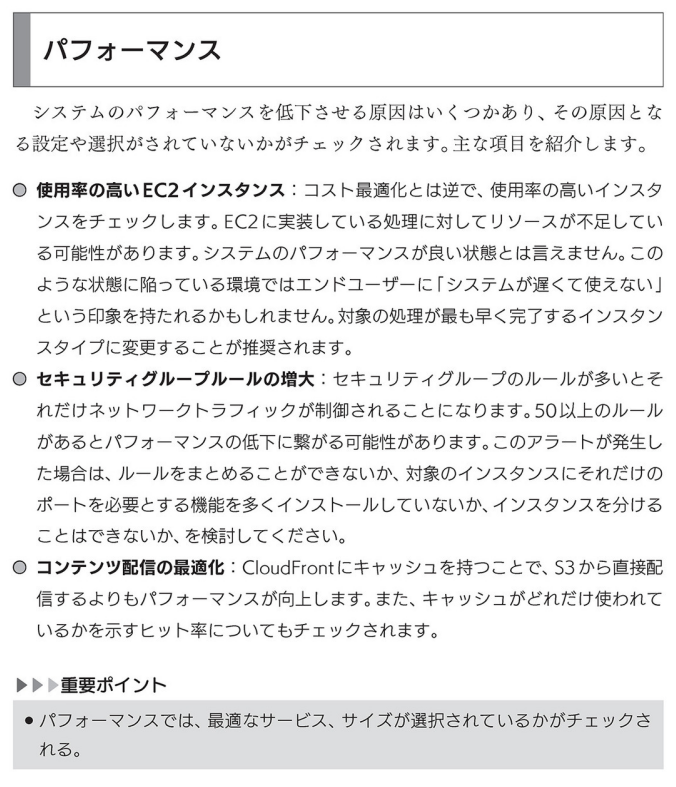 パフォーマンス
システムのパフォーマンスを低下させる原因はいくつかあり、その原因とな
る設定や選択がされていないかがチェックされます。主な項目を紹介します。
使用率の高いEC2インスタンス：コスト最適化とは逆で、使用率の高いインスタ
ンスをチェックします。EC2に実装している処理に対してリソースが不足してい
る可能性があります。システムのパフォーマンスが良い状態とは言えません。この
ような状態に陥っている環境ではエンドユーザーに「システムが遅くて使えない」
という印象を持たれるかもしれません。対象の処理が最も早く完了するインスタン
スタイプに変更することが推奨されます。
セキュリティグループルールの増大：セキュリティグループのルールが多いとそ
れだけネットワークトラフィックが制御されることになります。50以上のルール
があるとパフォーマンスの低下に繋がる可能性があります。このアラートが発生し
た場合は、ルールをまとめることができないか、対象のインスタンスにそれだけの
ポートを必要とする機能を多くインストールしていないか、インスタンスを分ける
ことはできないか、を検討してください。
コンテンツ配信の最適化：CloudFrontにキャッシュを持つことで、S3から直接配
信するよりもパフォーマンスが向上します。また、キャッシュがどれだけ使われて
いるかを示すヒット率についてもチェックされます。
▶▶▶重要ポイント
● パフォーマンスでは、最適なサービス、サイズが選択されているかがチェックさ
れる。